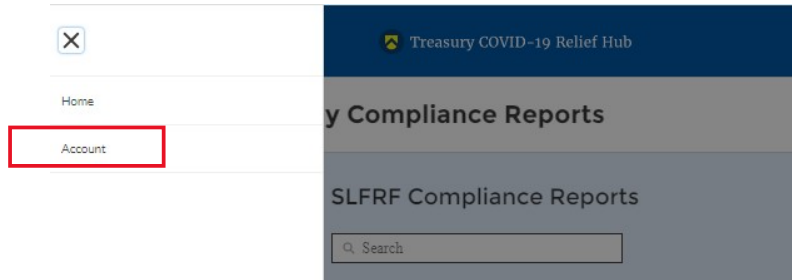 Treasury COVID-19 Relief Hub
Home
y Compliance Reports
Account
SLFRF Compliance Reports
Search